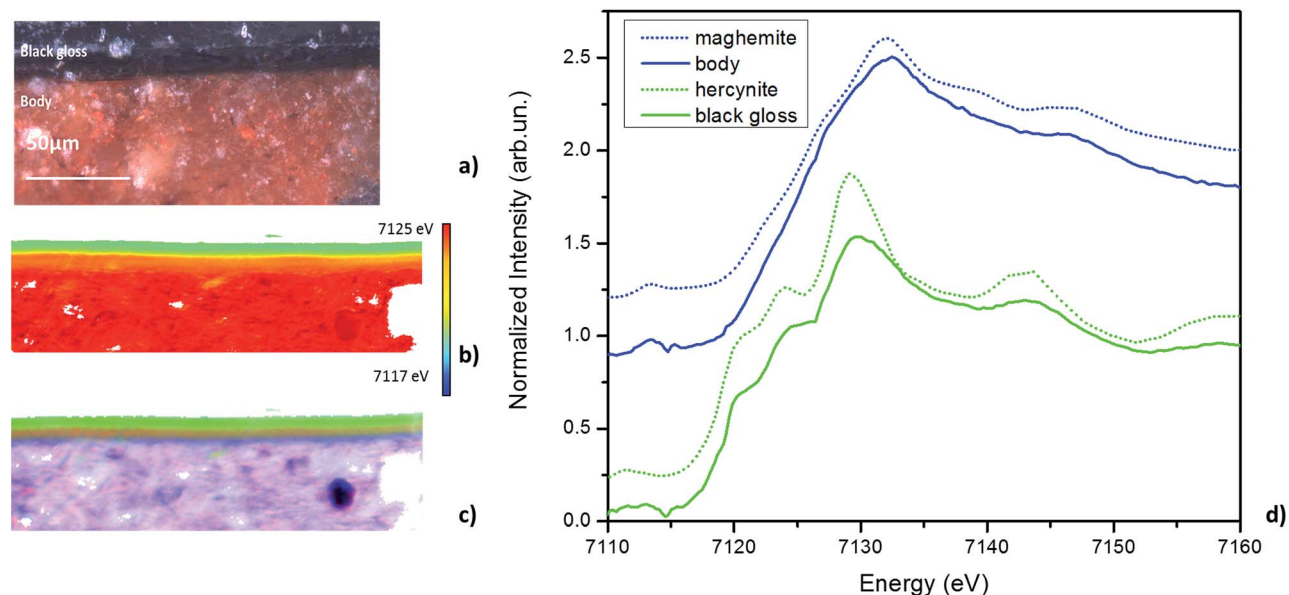 Black gloss
Body
50µm
a)
7125 eV
b)
7117 eV
c)
maghemite
body
hercynite
black gloss
2.5
2.0
1.5
1.0
0.5
0.0
Normalized Intensity (arb.un.)
7110
7120
7130
7140
7150
7160
Energy (eV)
d)